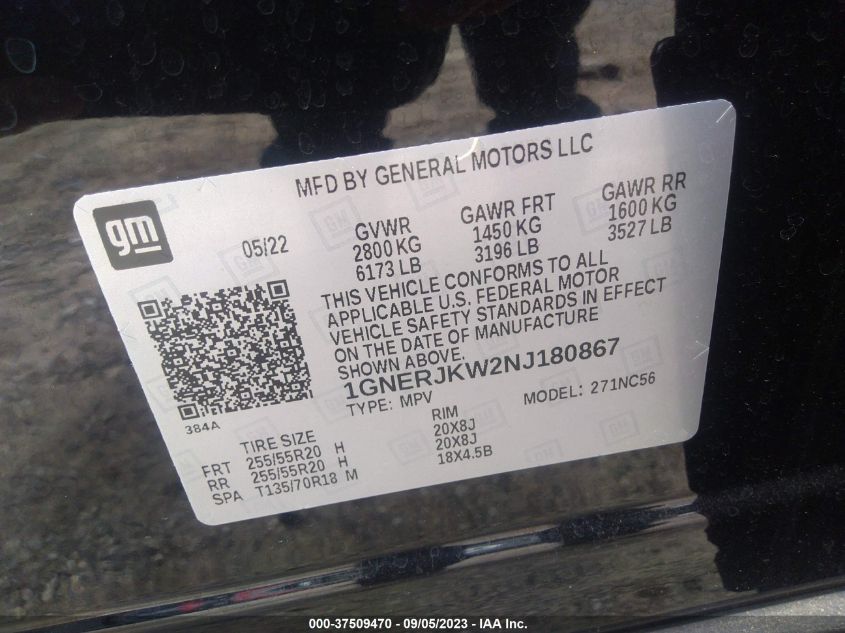 MFD BY GENERAL MOTORS LLC
gm
05/22
GVWR
2800 KG
6173 LB
GAWR FRT
1450 KG
3196 LB
GAWR RR
1600 KG
3527 LB
THIS VEHICLE CONFORMS TO ALL
APPLICABLE U.S. FEDERAL MOTOR
VEHICLE SAFETY STANDARDS IN EFFECT
ON THE DATE OF MANUFACTURE
SHOWN ABOVE.
1GNERJKW2NJ180867
TYPE: MPV
MODEL: 271NC56
384A
TIRE SIZE
RIM
FRT 255/55R20 H 20X8J
RR 255/55R20 H 20X8J
SPA T135/70R18 M 18X4.5B
000-37509470 - 09/05/2023 - IAA Inc.